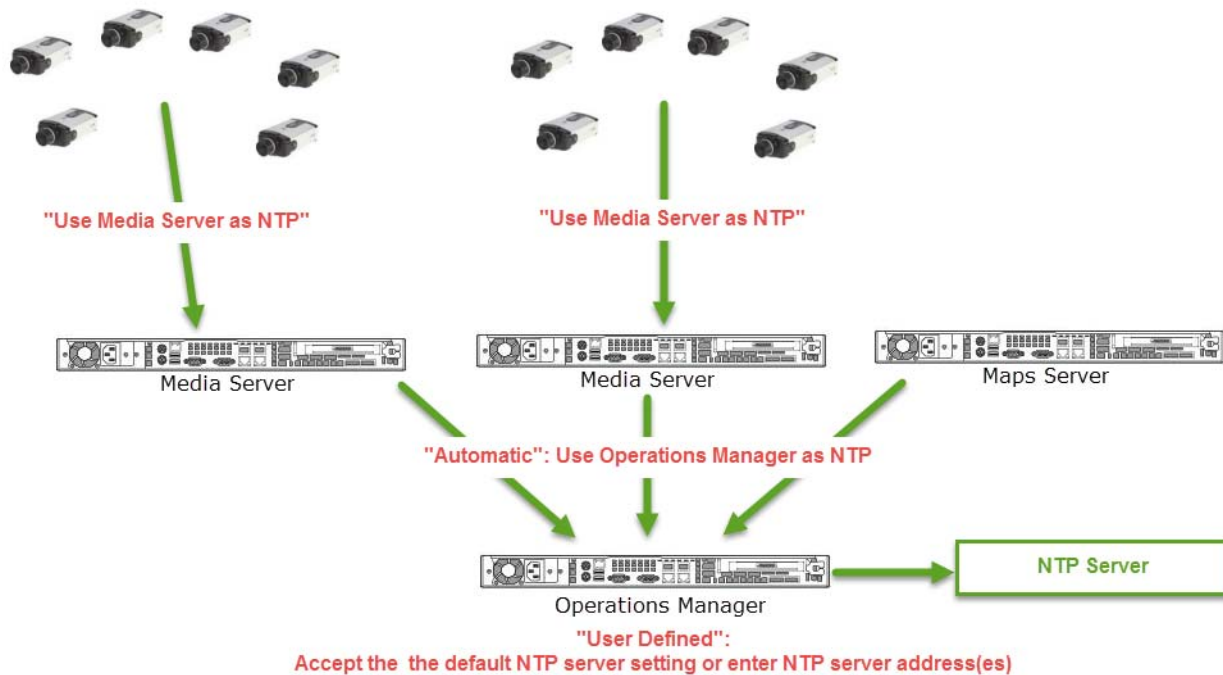 "Use Media Server as NTP"
"Use Media Server as NTP"
Media Server
Media Server
Maps Server
"Automatic": Use Operations Manager as NTP
NTP Server
Operations Manager
"User Defined":
Accept the the default NTP server setting or enter NTP server address(es)